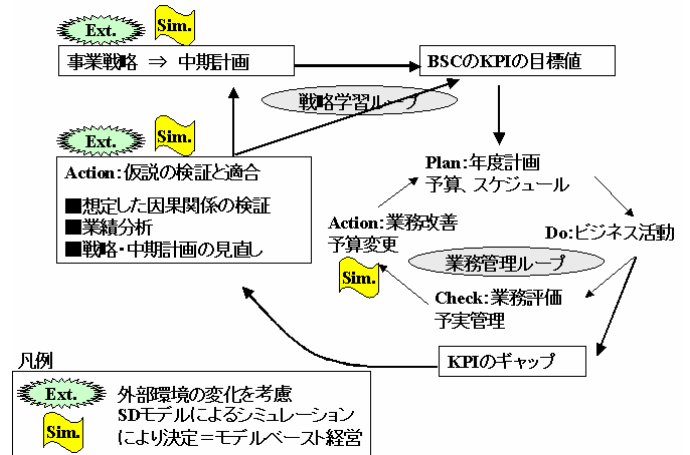 Ext.
Sim.
事業戦略 ⇒ 中期計画
BSCのKPIの目標値
戦略学習ループ
Ext.
Sim.
Action：仮説の検証と適合
■想定した因果関係の検証
■業績分析
■戦略・中期計画の見直し
Plan：年度計画
予算、スケジュール
Do：ビジネス活動
Action：業務改善
予算変更
Sim.
業務管理ループ
Check：業務評価
予実管理
KPIのギャップ
凡例
Ext.
外部環境の変化を考慮
Sim.
SDモデルによるシミュレーション
により決定＝モデルベースト経営